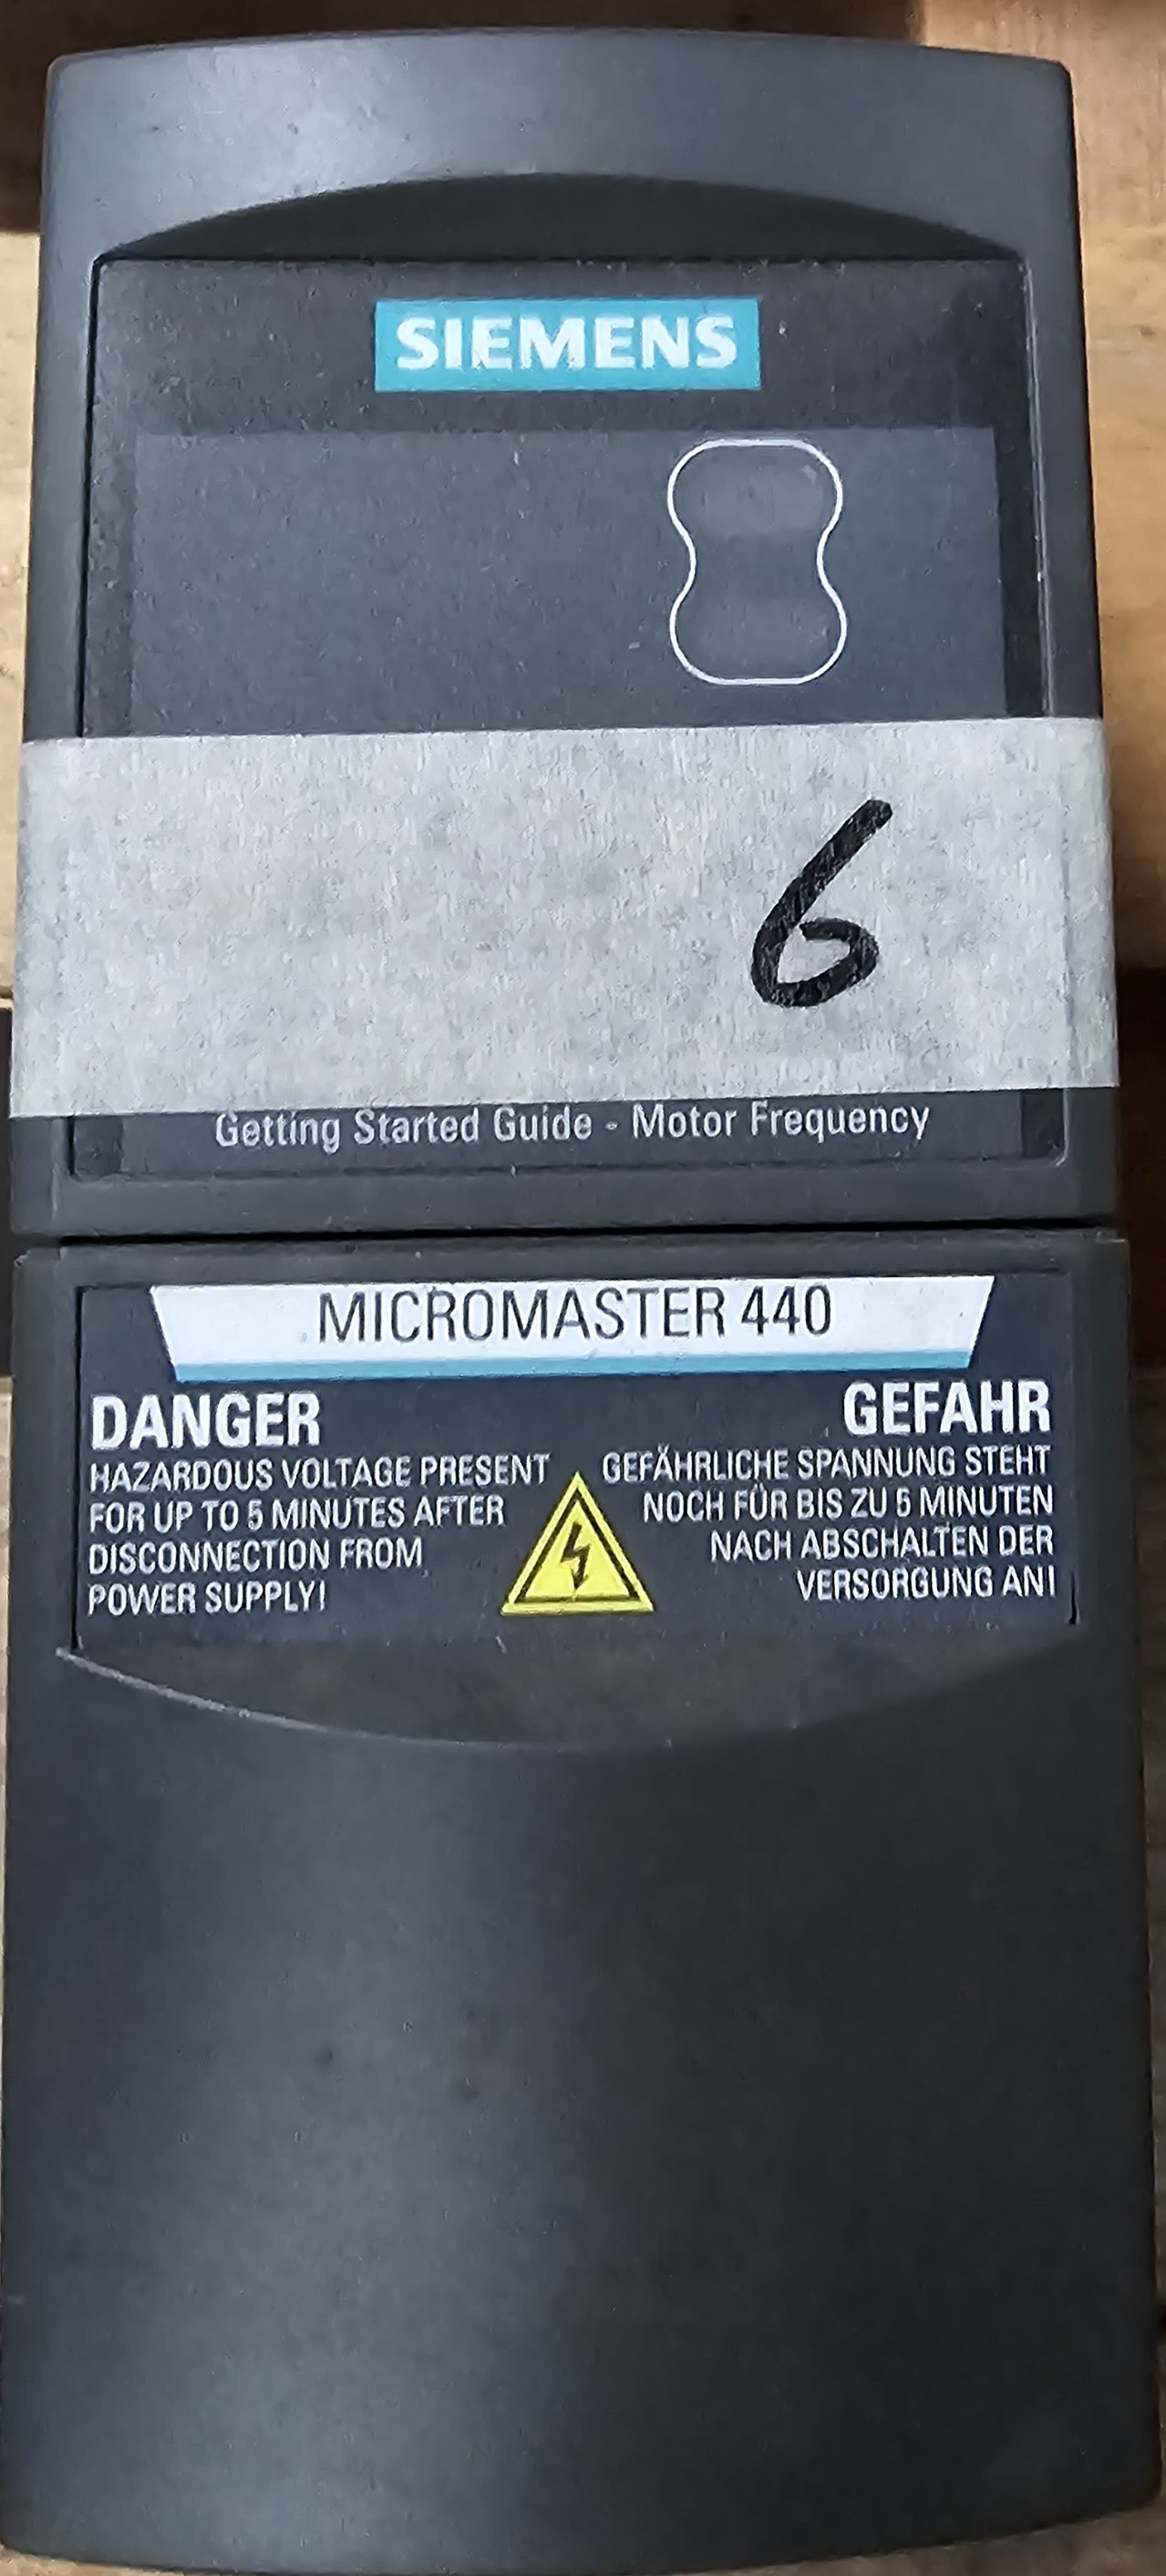 SIEMENS
6
Getting Started Guide - Motor Frequency
MICROMASTER 440
DANGER
HAZARDOUS VOLTAGE PRESENT
FOR UP TO 5 MINUTES AFTER
DISCONNECTION FROM
POWER SUPPLY!
GEFAHR
GEFÄHRLICHE SPANNUNG STEHT
NOCH FÜR BIS ZU 5 MINUTEN
NACH ABSCHALTEN DER
VERSORGUNG AN!